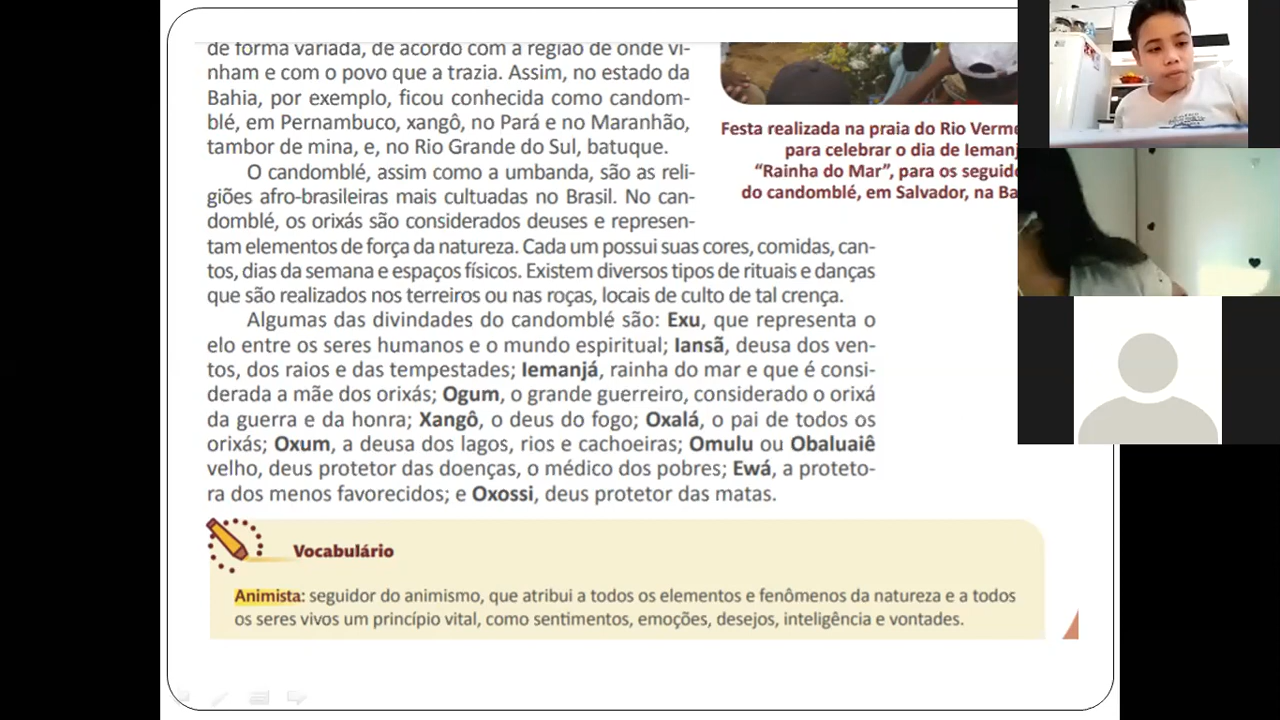 de forma variada, de acordo com a região de onde vi-
nham e com o povo que a trazia. Assim, no estado da
Bahia, por exemplo, ficou conhecida como candom-
blé, em Pernambuco, xangô, no Pará e no Maranhão,
tambor de mina, e, no Rio Grande do Sul, batuque.
O candomblé, assim como a umbanda, são as reli-
giões afro-brasileiras mais cultuadas no Brasil. No can-
domblé, os orixás são considerados deuses e represen-
tam elementos de força da natureza. Cada um possui suas cores, comidas, can-
tos, dias da semana e espaços físicos. Existem diversos tipos de rituais e danças
que são realizados nos terreiros ou nas roças, locais de culto de tal crença.
Algumas das divindades do candomblé são: Exu, que representa o
elo entre os seres humanos e o mundo espiritual; Iansã, deusa dos ven-
tos, dos raios e das tempestades; Iemanjá, rainha do mar e que é consi-
derada a mãe dos orixás; Ogum, o grande guerreiro, considerado o orixá
da guerra e da honra; Xangô, o deus do fogo; Oxalá, o pai de todos os
orixás; Oxum, a deusa dos lagos, rios e cachoeiras; Omulu ou Obaluaiê
velho, deus protetor das doenças, o médico dos pobres; Ewá, a proteto-
ra dos menos favorecidos; e Oxossi, deus protetor das matas.
Festa realizada na praia do Rio Verme
para celebrar o dia de Iemanj
“Rainha do Mar”, para os seguid
do candomblé, em Salvador, na Ba
Vocabulário
Animista: seguidor do animismo, que atribui a todos os elementos e fenômenos da natureza e a todos
os seres vivos um princípio vital, como sentimentos, emoções, desejos, inteligência e vontades.